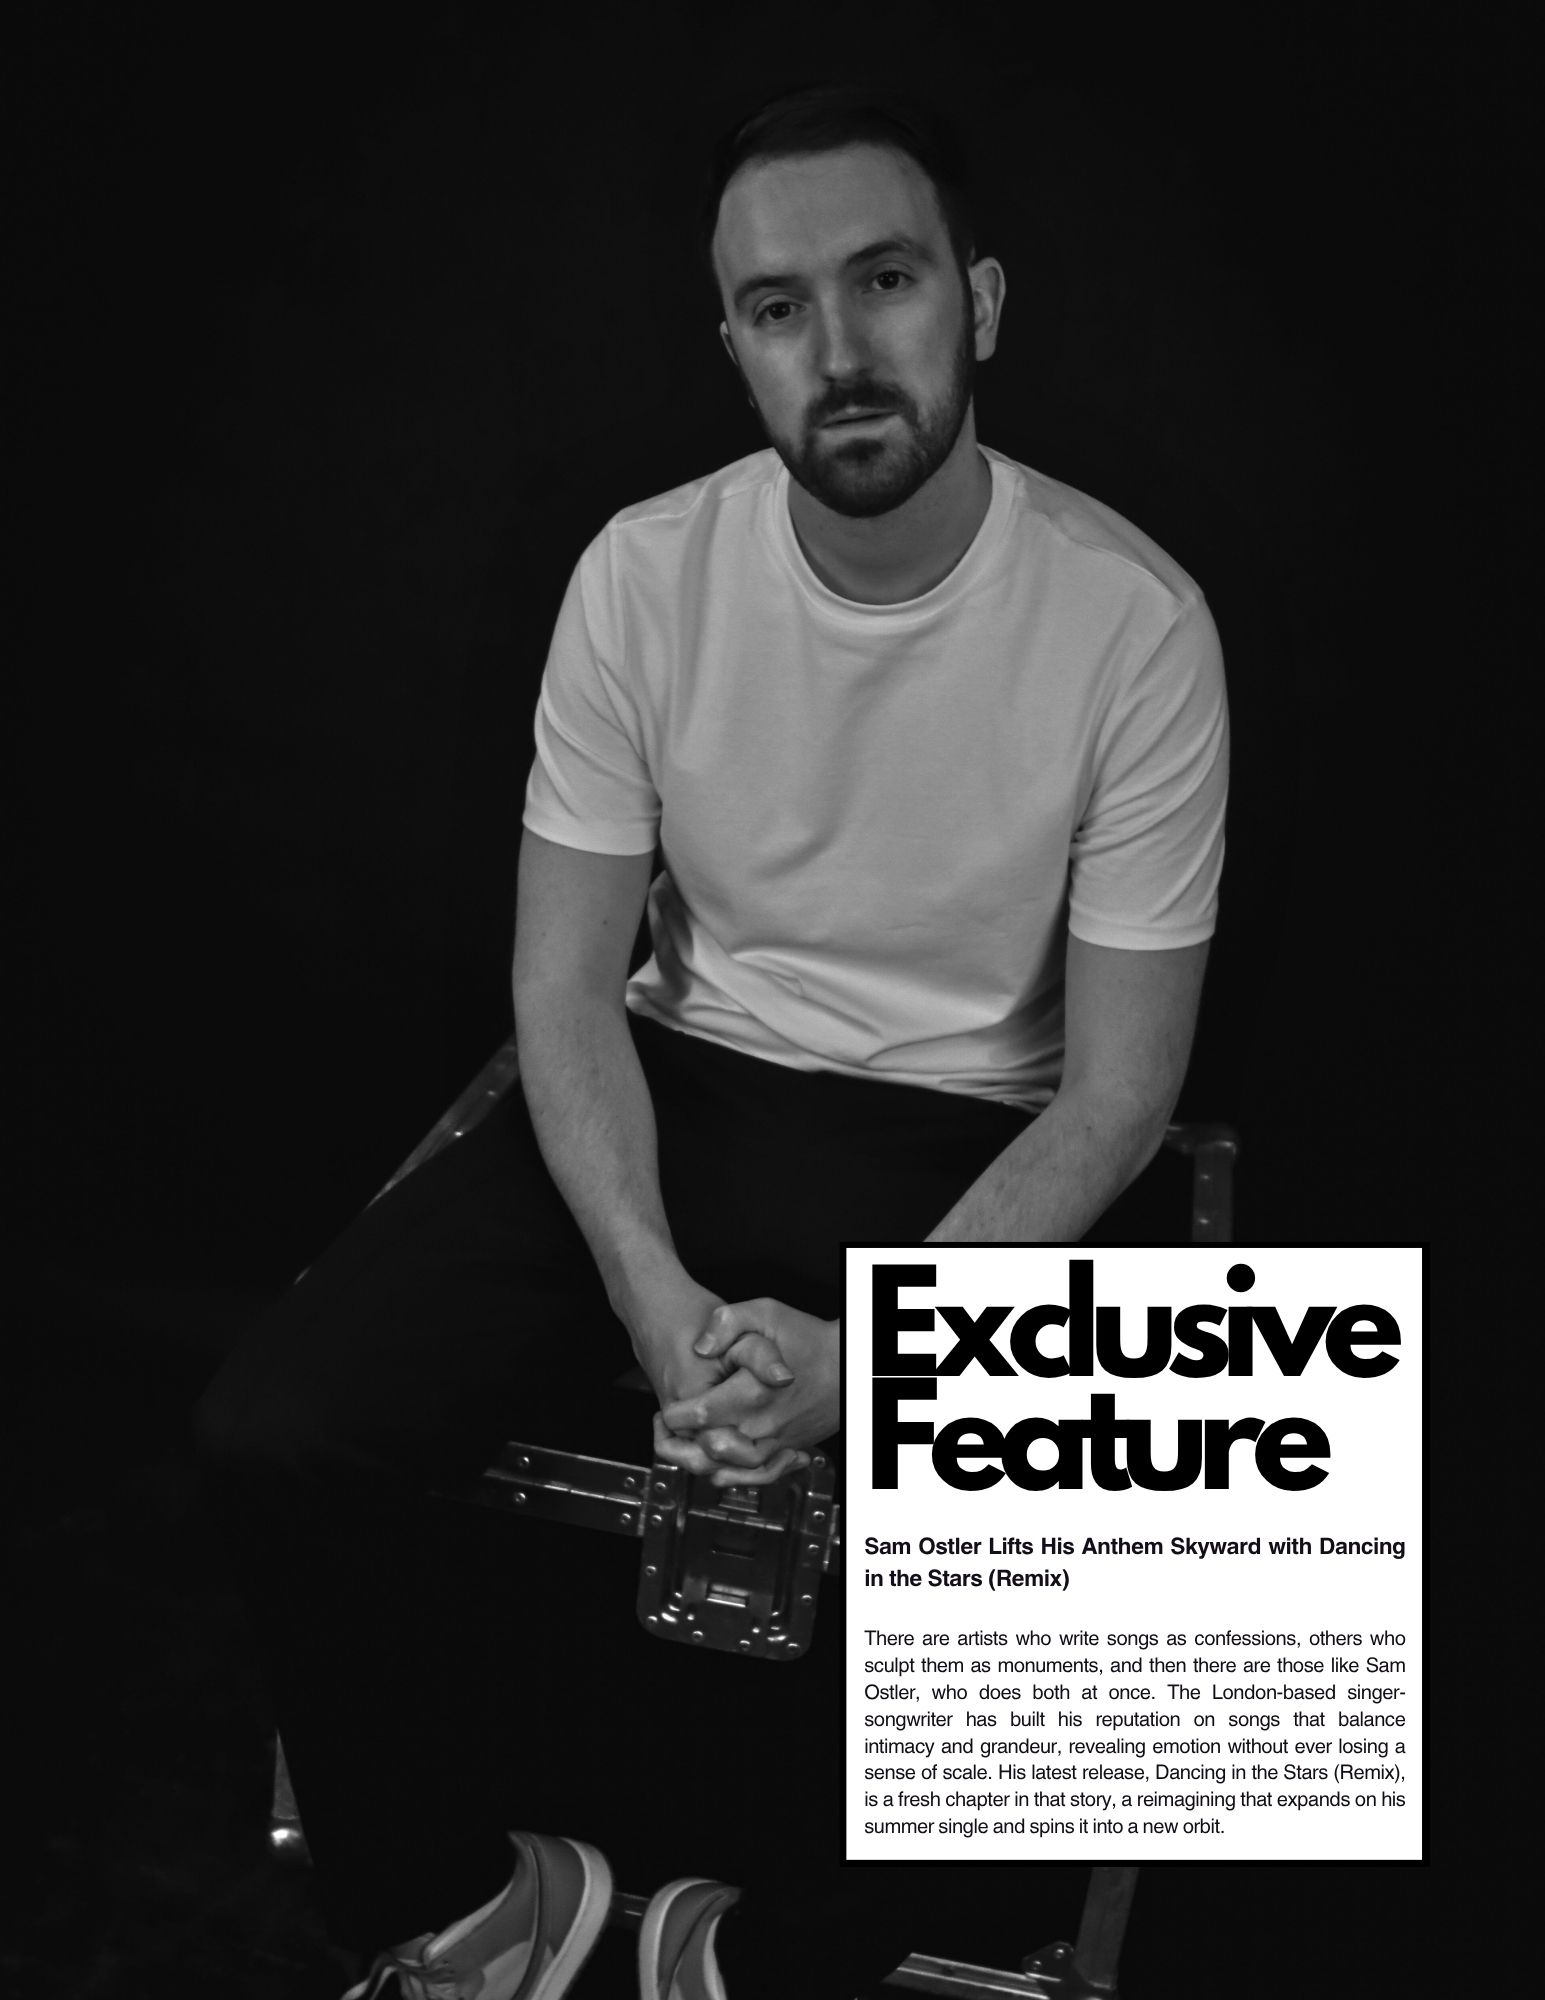 Exclusive
Feature
Sam Ostler Lifts His Anthem Skyward with Dancing
in the Stars (Remix)
There are artists who write songs as confessions, others who
sculpt them as monuments, and then there are those like Sam
Ostler, who does both at once. The London-based singer-
songwriter has built his reputation on songs that balance
intimacy and grandeur, revealing emotion without ever losing a
sense of scale. His latest release, Dancing in the Stars (Remix),
is a fresh chapter in that story, a reimagining that expands on his
summer single and spins it into a new orbit.